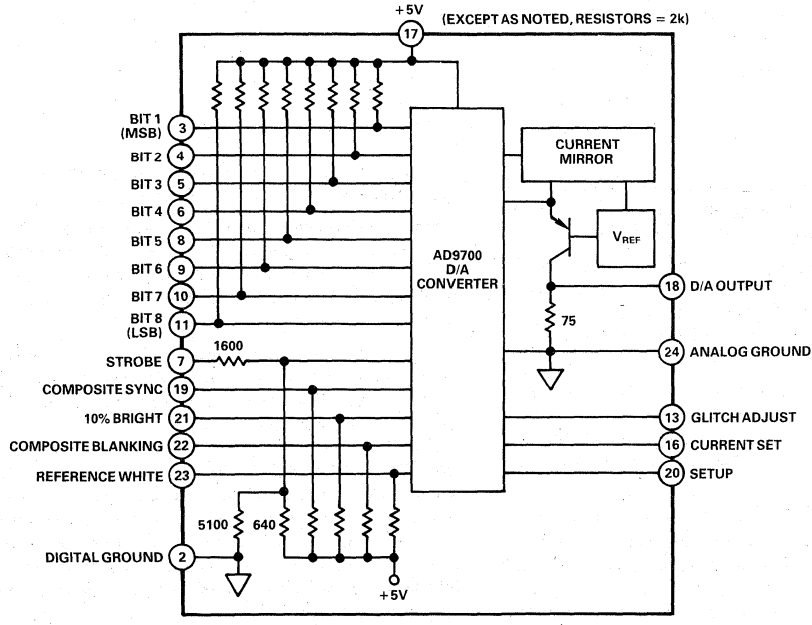 +5V
(EXCEPT AS NOTED, RESISTORS = 2k)
17
BIT 1
(MSB)
3
BIT 2
4
BIT 3
5
BIT 4
6
BIT 5
8
BIT 6
9
BIT 7
10
BIT 8
(LSB)
11
STROBE
7
1600
COMPOSITE SYNC
19
10% BRIGHT
21
COMPOSITE BLANKING
22
REFERENCE WHITE
23
5100
640
DIGITAL GROUND
2
+5V
AD9700
D/A
CONVERTER
CURRENT
MIRROR
VREF
18
D/A OUTPUT
75
24
ANALOG GROUND
13
GLITCH ADJUST
16
CURRENT SET
20
SETUP